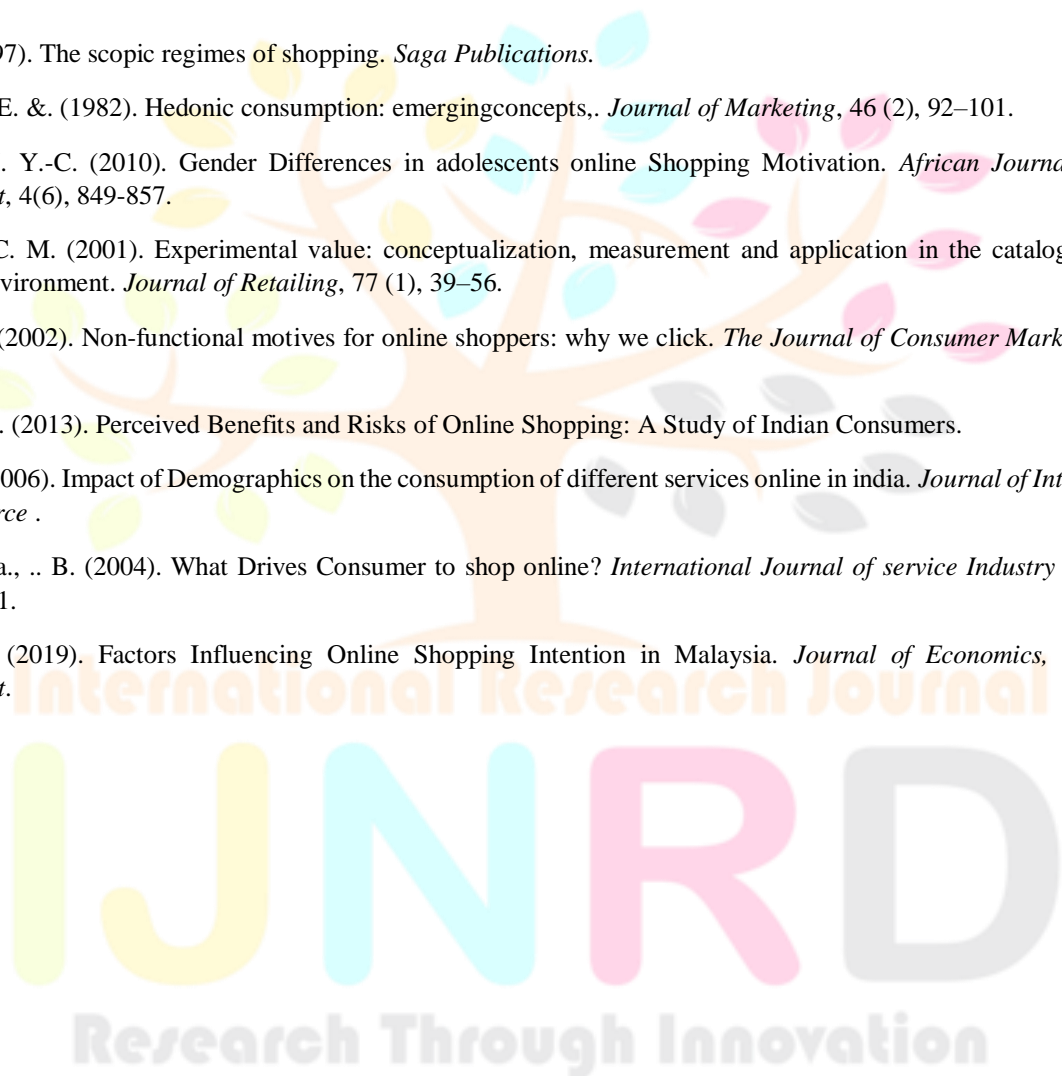 97). The scopic regimes of shopping. Saga Publications.
E. &. (1982). Hedonic consumption: emergingconcepts,. Journal of Marketing, 46 (2), 92–101.
. Y.-C. (2010). Gender Differences in adolescents online Shopping Motivation. African Journa
t, 4(6), 849-857.
C. M. (2001). Experimental value: conceptualization, measurement and application in the catalog
vironment. Journal of Retailing, 77 (1), 39–56.
(2002). Non-functional motives for online shoppers: why we click. The Journal of Consumer Mark
. (2013). Perceived Benefits and Risks of Online Shopping: A Study of Indian Consumers.
006). Impact of Demographics on the consumption of different services online in india. Journal of Int
rce .
a., .. B. (2004). What Drives Consumer to shop online? International Journal of service Industry
1.
(2019). Factors Influencing Online Shopping Intention in Malaysia. Journal of Economics,
t.
International Research Journal
IJNRD
Research Through Innovation